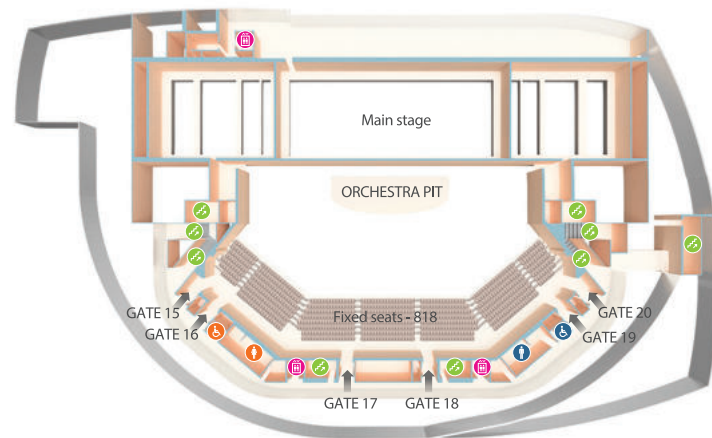 Main stage
ORCHESTRA PIT
GATE 15
GATE 20
Fixed seats - 818
GATE 16
GATE 19
GATE 17
GATE 18